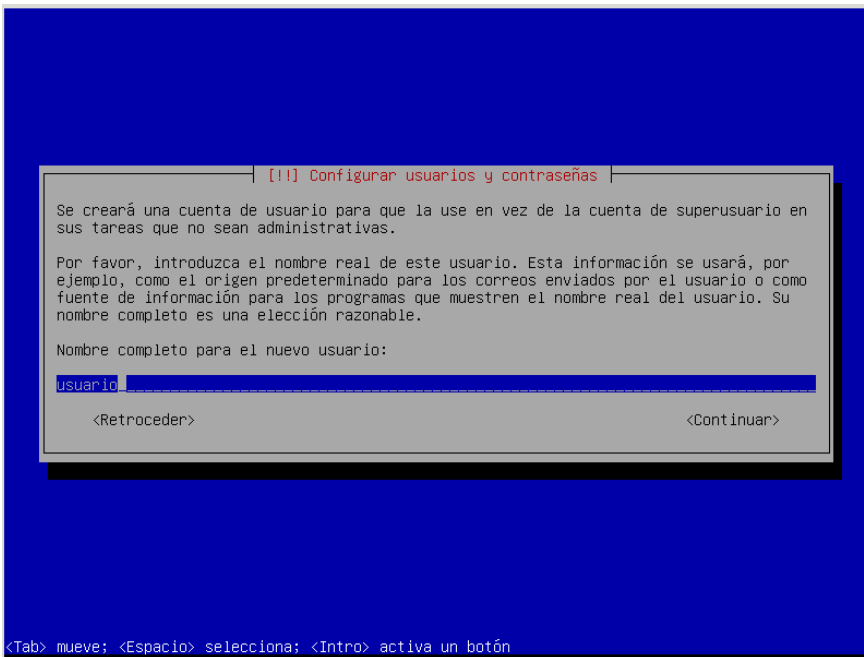 [!!] Configurar usuarios y contraseñas
Se creará una cuenta de usuario para que la use en vez de la cuenta de superusuario en
sus tareas que no sean administrativas.
Por favor, introduzca el nombre real de este usuario. Esta información se usará, por
ejemplo, como el origen predeterminado para los correos enviados por el usuario o como
fuente de información para los programas que muestren el nombre real del usuario. Su
nombre completo es una elección razonable.
Nombre completo para el nuevo usuario:
usuario
<Retroceder> <Continuar>
<Tab> mueve; <Espacio> selecciona; <Intro> activa un botón